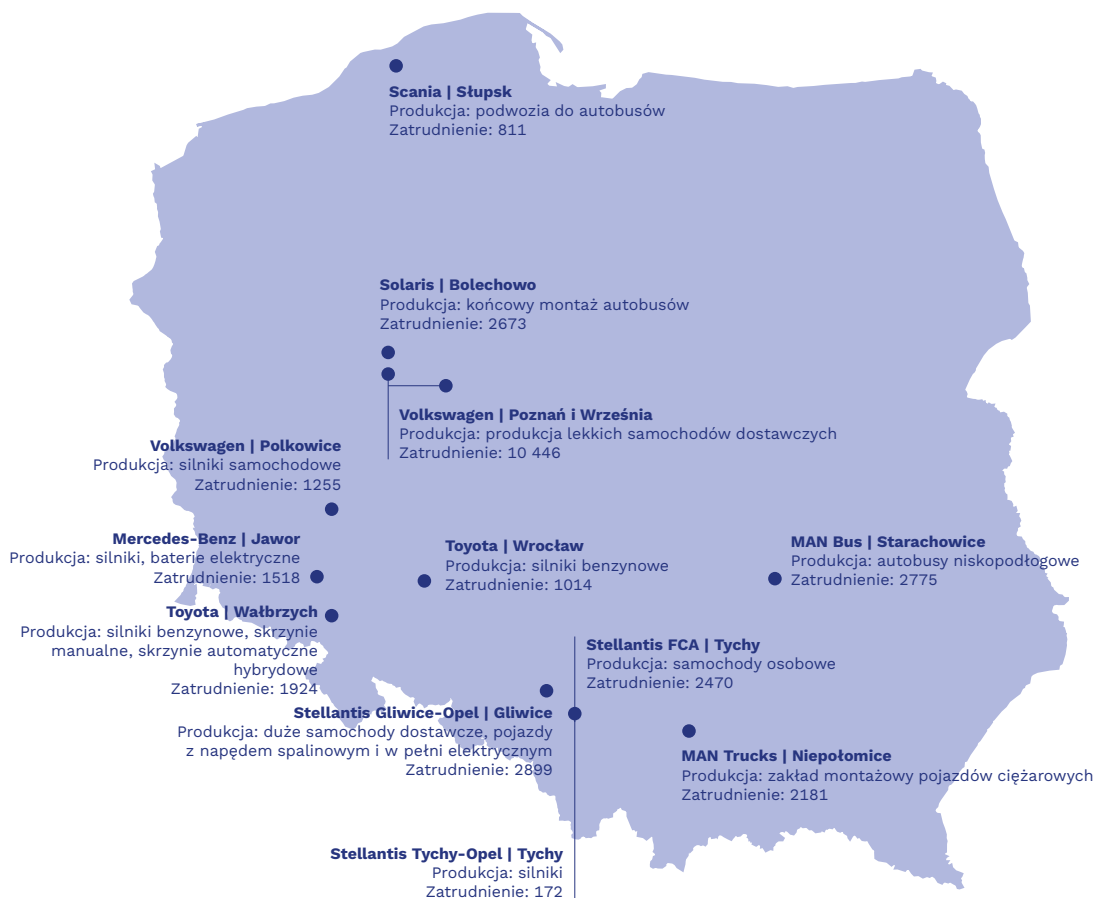 Scania | Słupsk
Produkcja: podwozia do autobusów
Zatrudnienie: 811
Solaris | Bolechowo
Produkcja: końcowy montaż autobusów
Zatrudnienie: 2673
Volkswagen | Poznań i Września
Produkcja: produkcja lekkich samochodów dostawczych
Zatrudnienie: 10 446
Volkswagen | Polkowice
Produkcja: silniki samochodowe
Zatrudnienie: 1255
Mercedes-Benz | Jawor
Produkcja: silniki, baterie elektryczne
Zatrudnienie: 1518
Toyota | Wrocław
Produkcja: silniki benzynowe
Zatrudnienie: 1014
MAN Bus | Starachowice
Produkcja: autobusy niskopodłogowe
Zatrudnienie: 2775
Toyota | Wałbrzych
Produkcja: silniki benzynowe, skrzynie
manualne, skrzynie automatyczne
hybrydowe
Zatrudnienie: 1924
Stellantis FCA | Tychy
Produkcja: samochody osobowe
Zatrudnienie: 2470
Stellantis Gliwice-Opel | Gliwice
Produkcja: duże samochody dostawcze, pojazdy
z napędem spalinowym i w pełni elektrycznym
Zatrudnienie: 2899
MAN Trucks | Niepołomice
Produkcja: zakład montażowy pojazdów ciężarowych
Zatrudnienie: 2181
Stellantis Tychy-Opel | Tychy
Produkcja: silniki
Zatrudnienie: 172